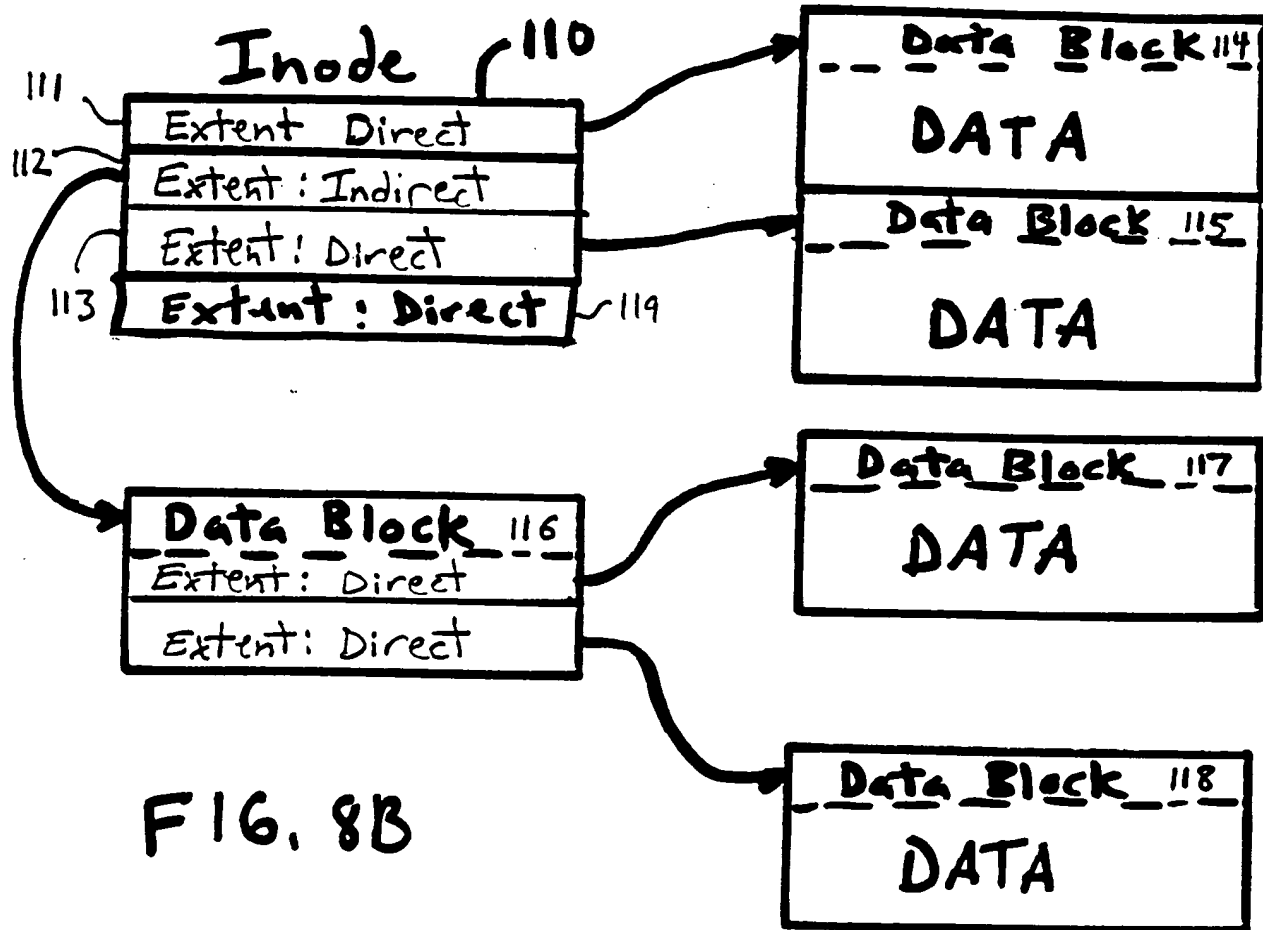 Inode 110
111
Extent Direct
112
Extent: Indirect
Extent: Direct
113
Extent: Direct
119
Data Block 114
DATA
Data Block 115
DATA
Data Block 116
Extent: Direct
Extent: Direct
Data Block 117
DATA
Data Block 118
DATA
FIG. 8B